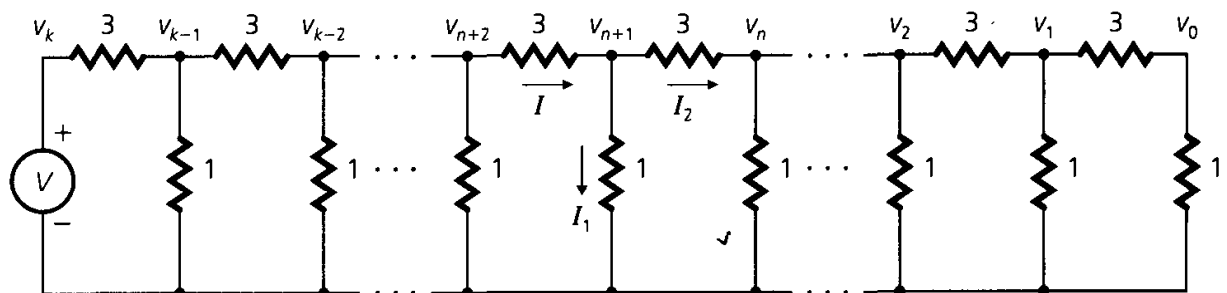 v_k 3 v_{k-1} 3 v_{k-2} · · · v_{n+2} 3 v_{n+1} 3 v_n · · · v_2 3 v_1 3 v_0
I I_2
+ V −
1 1 · · · 1 1 1 · · · 1 1 1
I_1
· · · · · ·